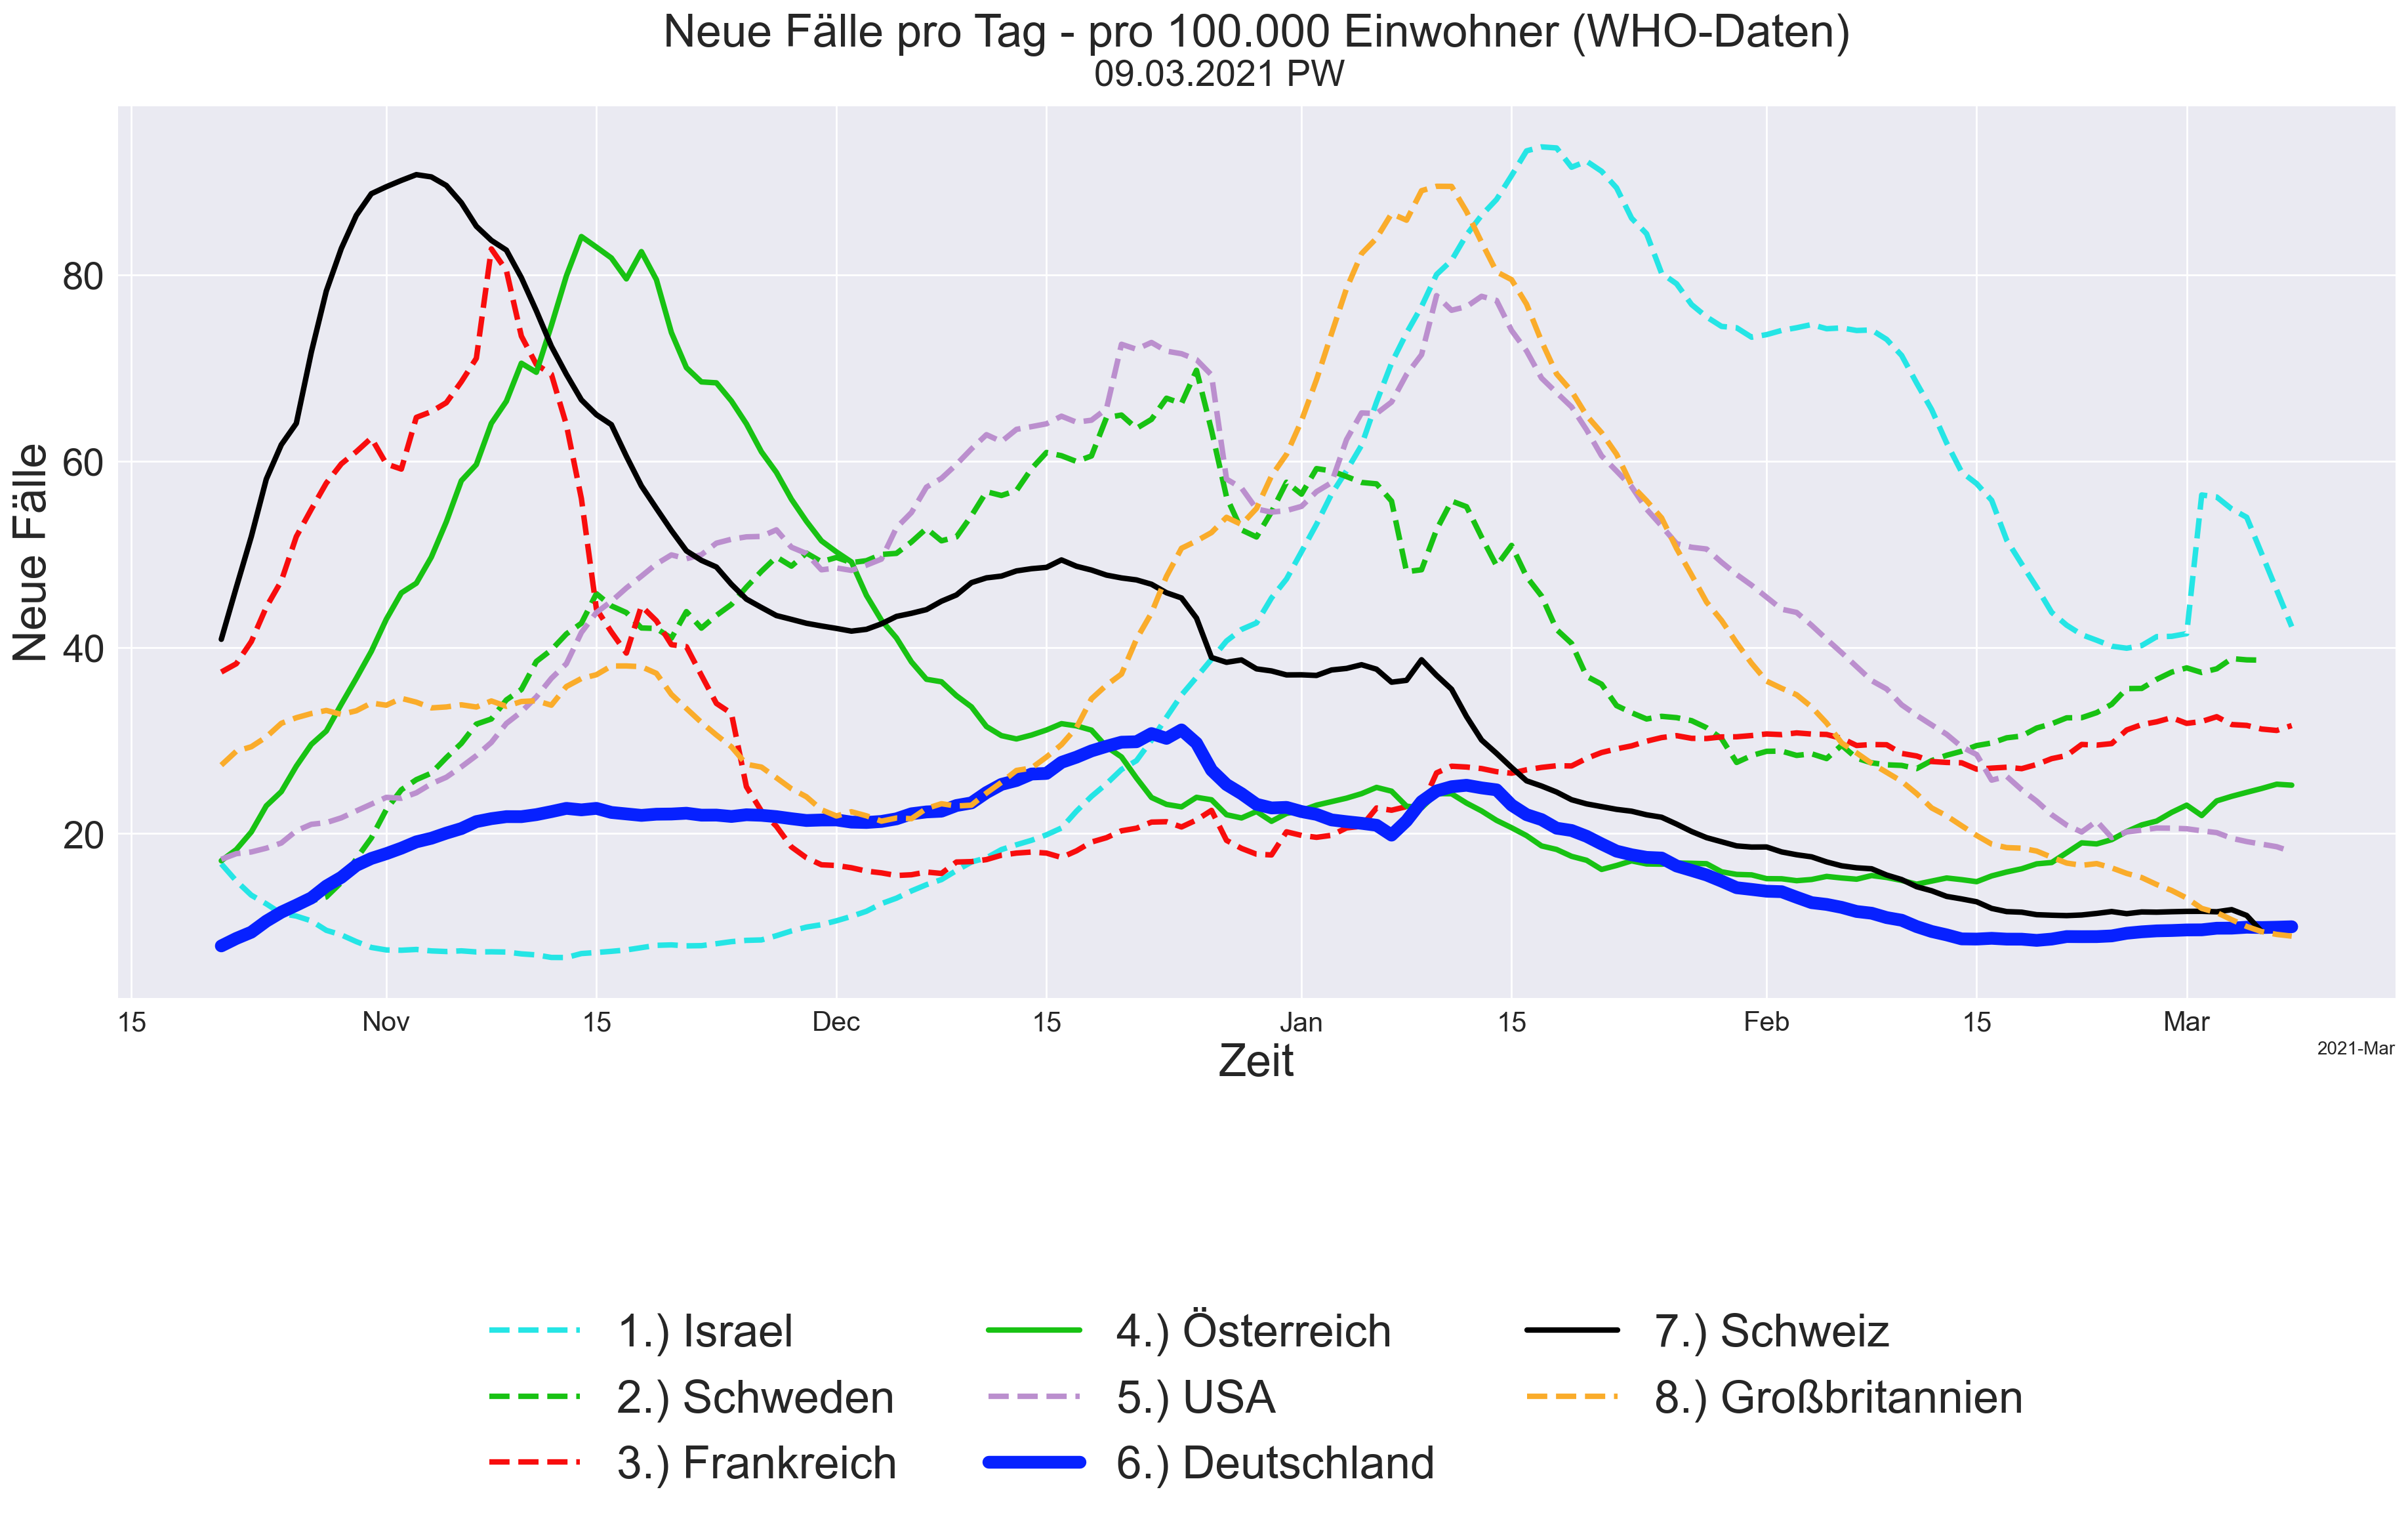 Neue Fälle pro Tag - pro 100.000 Einwohner (WHO-Daten)
09.03.2021 PW
Neue Fälle
80
60
40
20
15 Nov 15 Dec 15 Jan 15 Feb 15 Mar
2021-Mar
Zeit
1.) Israel 4.) Österreich 7.) Schweiz
2.) Schweden 5.) USA 8.) Großbritannien
3.) Frankreich 6.) Deutschland